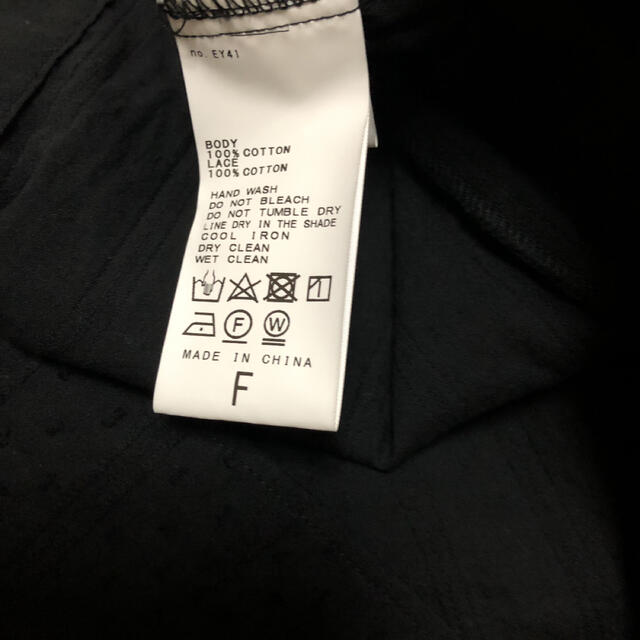 no. EY41
BODY
100% COTTON
LACE
100% COTTON
HAND WASH
DO NOT BLEACH
DO NOT TUMBLE DRY
LINE DRY IN THE SHADE
COOL IRON
DRY CLEAN
WET CLEAN
F W
MADE IN CHINA
F